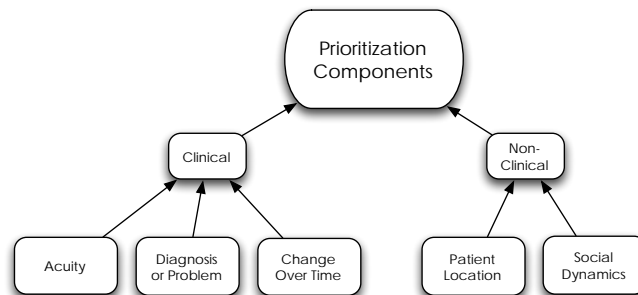 Prioritization
Components
Clinical
Non-
Clinical
Acuity
Diagnosis
or Problem
Change
Over Time
Patient
Location
Social
Dynamics